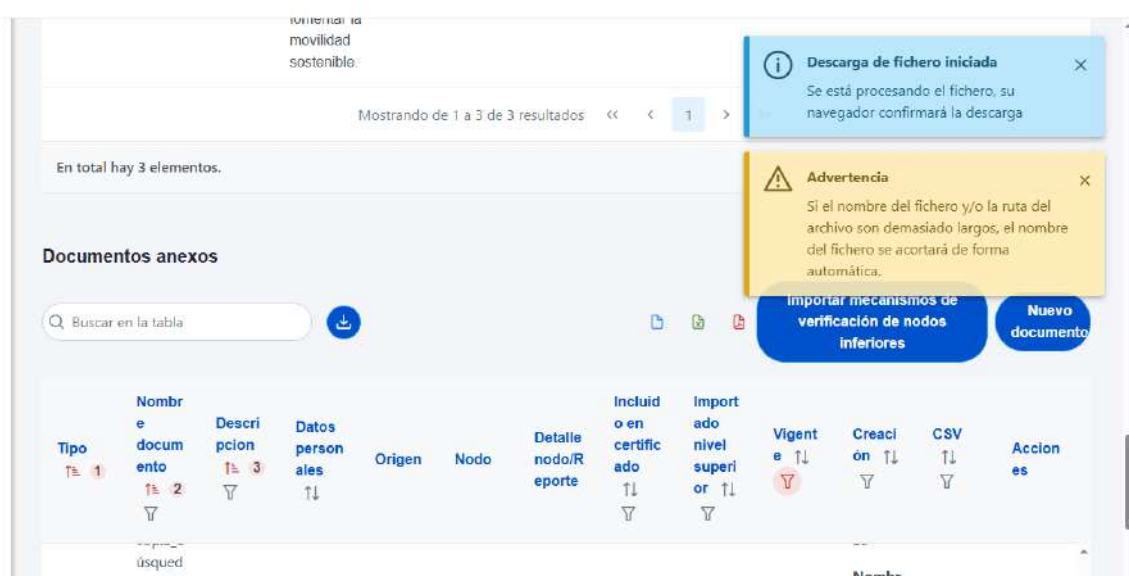 fomentar la
movilidad
sostenible.
Mostrando de 1 a 3 de 3 resultados « ‹ 1 ›
En total hay 3 elementos.
Descarga de fichero iniciada
Se está procesando el fichero, su
navegador confirmará la descarga
Advertencia
Si el nombre del fichero y/o la ruta del
archivo son demasiado largos, el nombre
del fichero se acortará de forma
automática.
Documentos anexos
Buscar en la tabla
Importar mecanismos de
verificación de nodos
inferiores
Nuevo
documento
Tipo
1
Nombr
e
docum
ento
2
Descri
pcion
3
Datos
person
ales
Origen
Nodo
Detalle
nodo/R
eporte
Incluid
o en
certific
ado
Import
ado
nivel
superi
or
Vigent
e
Creaci
ón
CSV
Accion
es
úsqued